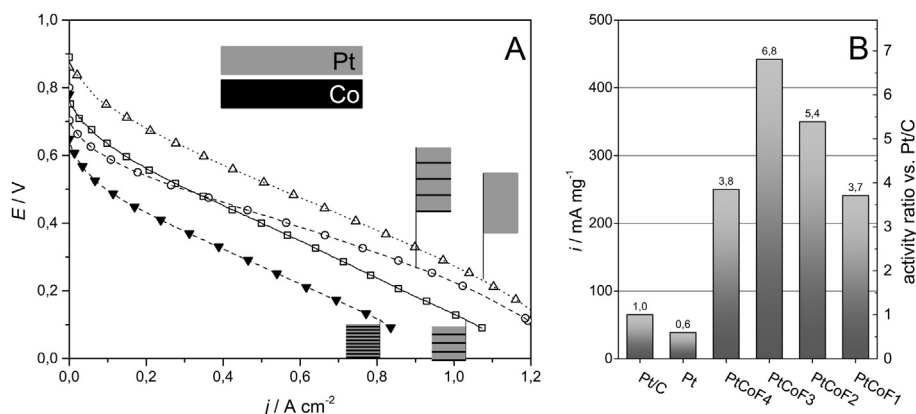 A
Pt
Co
1,0
0,8
0,6
0,4
0,2
0,0
E / V
0,0 0,2 0,4 0,6 0,8 1,0 1,2
j / A cm-2
B
500
400
300
200
100
0
i / mA mg-1
1,0 0,6 3,8 6,8 5,4 3,7
Pt/C Pt PtCoF4 PtCoF3 PtCoF2 PtCoF1
7
6
5
4
3
2
1
0
activity ratio vs. Pt/C